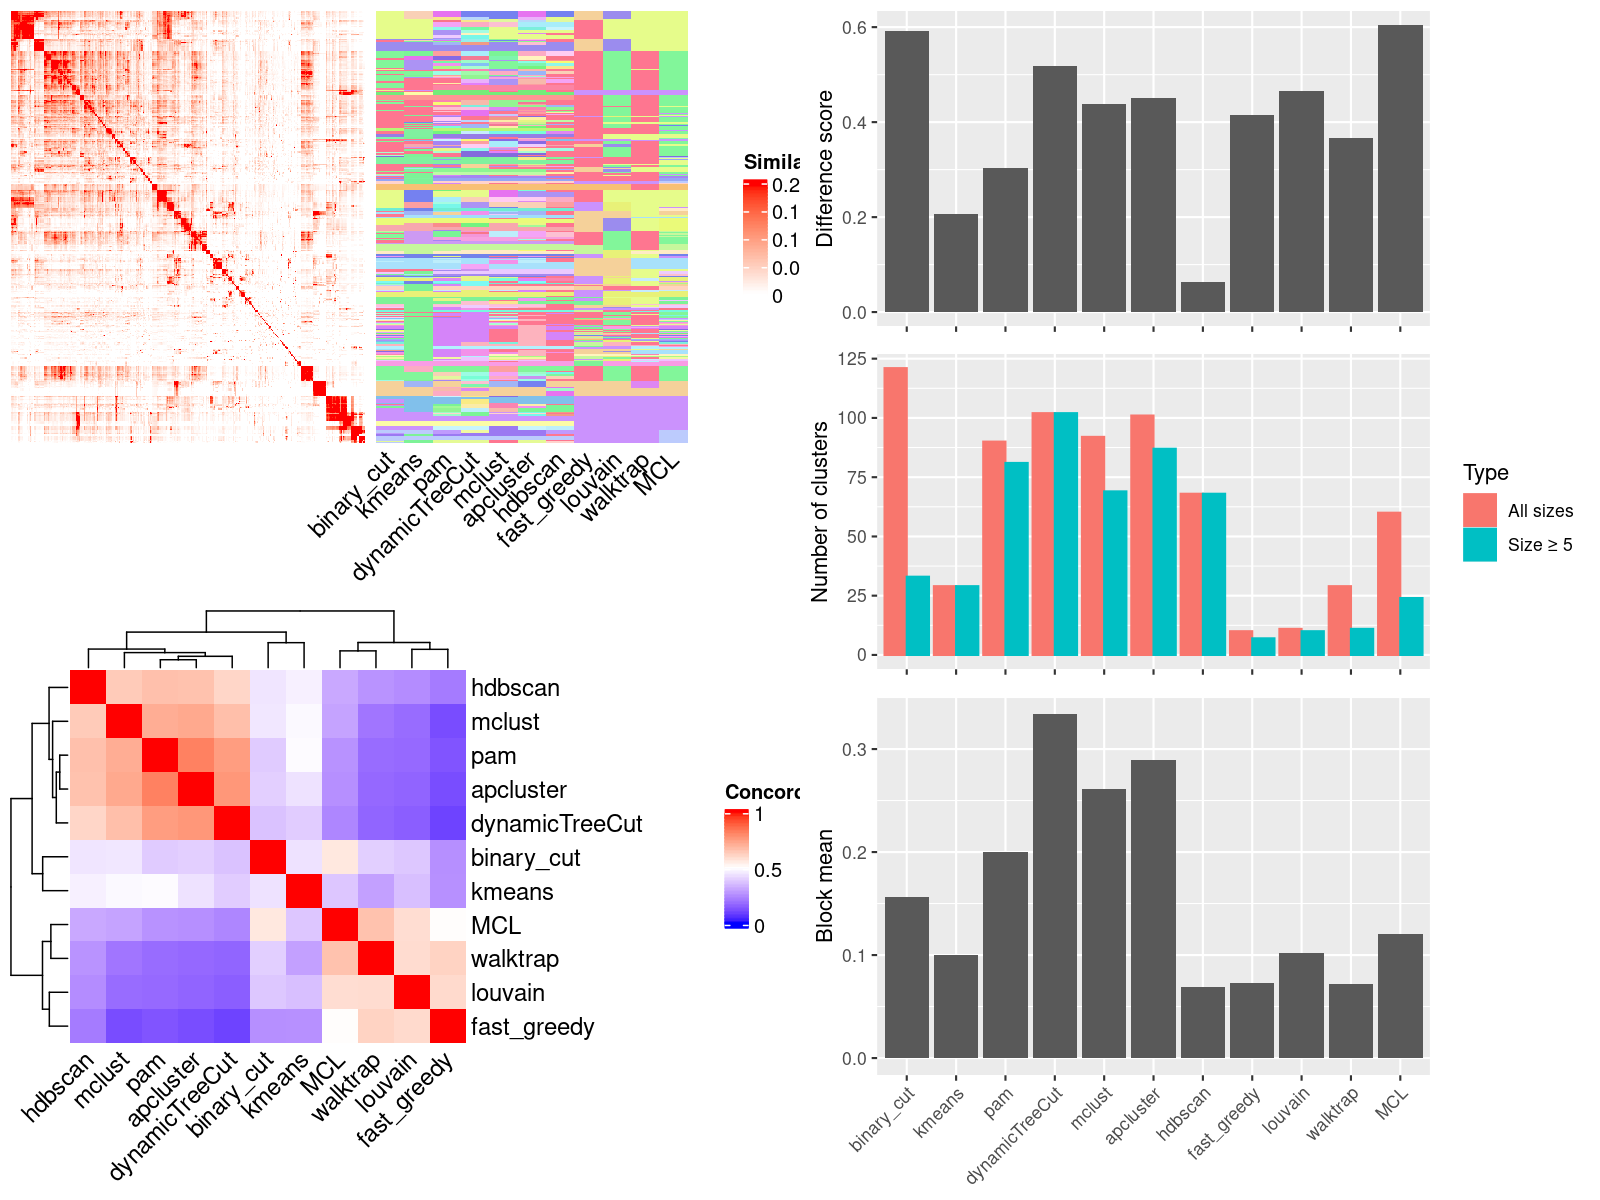 Simila
0.2
0.1
0.1
0.0
0
binary_cut
kmeans
pam
dynamicTreeCut
mclust
apcluster
hdbscan
fast_greedy
louvain
walktrap
MCL
hdbscan
mclust
pam
apcluster
dynamicTreeCut
binary_cut
kmeans
MCL
walktrap
louvain
fast_greedy
hdbscan
mclust
pam
apcluster
dynamicTreeCut
binary_cut
kmeans
MCL
walktrap
louvain
fast_greedy
Concord
1
0.5
0
Difference score
0.6
0.4
0.2
0.0
Number of clusters
125
100
75
50
25
0
Type
All sizes
Size ≥ 5
Block mean
0.3
0.2
0.1
0.0
binary_cut
kmeans
pam
dynamicTreeCut
mclust
apcluster
hdbscan
fast_greedy
louvain
walktrap
MCL